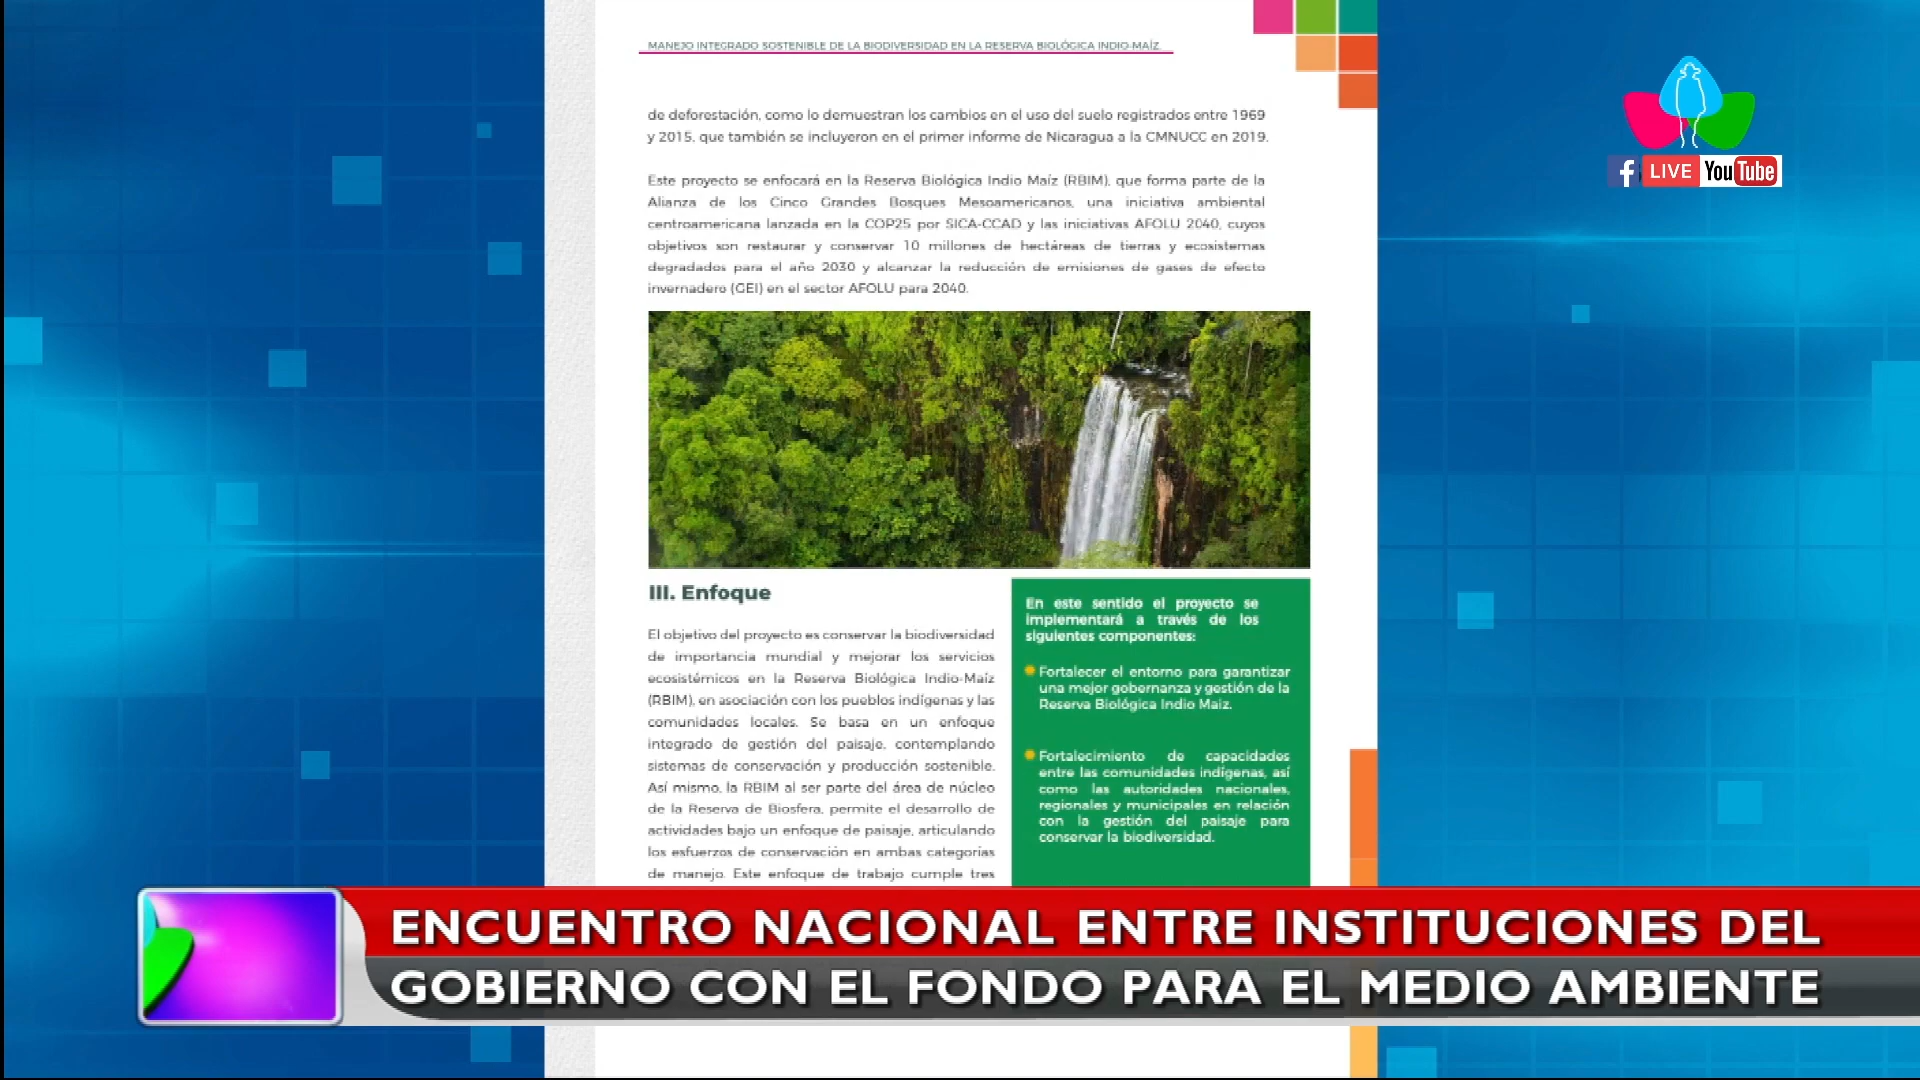 MANEJO INTEGRADO SOSTENIBLE DE LA BIODIVERSIDAD EN LA RESERVA BIOLÓGICA INDIO-MAÍZ.
de deforestación, como lo demuestran los cambios en el uso del suelo registrados entre 1969
y 2015, que también se incluyeron en el primer informe de Nicaragua a la CMNUCC en 2019.
Este proyecto se enfocará en la Reserva Biológica Indio Maíz (RBIM), que forma parte de la
Alianza de los Cinco Grandes Bosques Mesoamericanos, una iniciativa ambiental
centroamericana lanzada en la COP25 por SICA-CCAD y las iniciativas AFOLU 2040, cuyos
objetivos son restaurar y conservar 10 millones de hectáreas de tierras y ecosistemas
degradados para el año 2030 y alcanzar la reducción de emisiones de gases de efecto
invernadero (GEI) en el sector AFOLU para 2040.
III. Enfoque
El objetivo del proyecto es conservar la biodiversidad
de importancia mundial y mejorar los servicios
ecosistémicos en la Reserva Biológica Indio-Maíz
(RBIM), en asociación con los pueblos indígenas y las
comunidades locales. Se basa en un enfoque
integrado de gestión del paisaje, contemplando
sistemas de conservación y producción sostenible.
Así mismo, la RBIM al ser parte del área de núcleo
de la Reserva de Biosfera, permite el desarrollo de
actividades bajo un enfoque de paisaje, articulando
los esfuerzos de conservación en ambas categorías
de manejo. Este enfoque de trabajo cumple tres
En este sentido el proyecto se
implementará a través de los
siguientes componentes:
Fortalecer el entorno para garantizar
una mejor gobernanza y gestión de la
Reserva Biológica Indio Maiz.
Fortalecimiento de capacidades
entre las comunidades indígenas, así
como las autoridades nacionales,
regionales y municipales en relación
con la gestión del paisaje para
conservar la biodiversidad.
f LIVE YouTube
ENCUENTRO NACIONAL ENTRE INSTITUCIONES DEL
GOBIERNO CON EL FONDO PARA EL MEDIO AMBIENTE